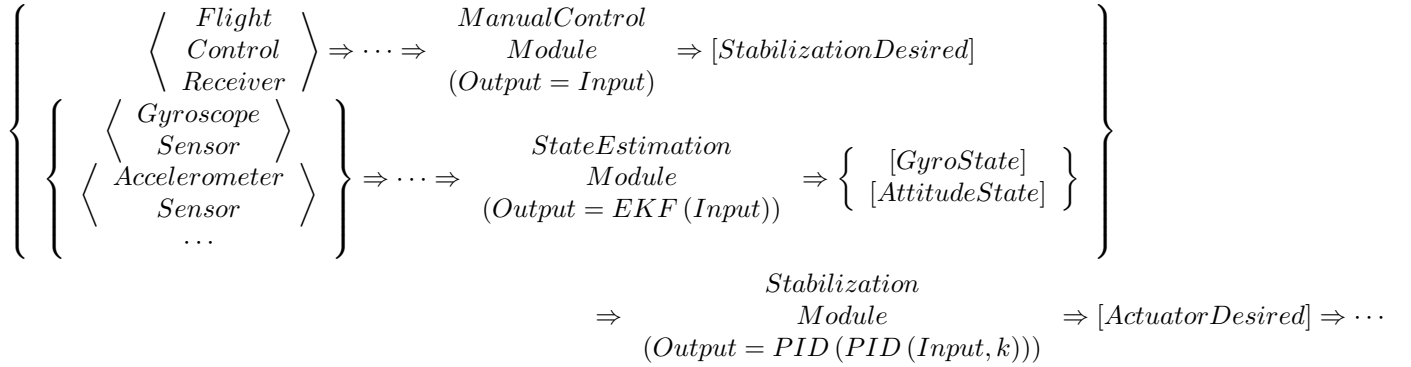 ⟨ Flight Control Receiver ⟩ ⇒ ··· ⇒ ManualControl Module (Output = Input) ⇒ [StabilizationDesired]
{ ⟨ Gyroscope Sensor ⟩ ⟨ Accelerometer Sensor ⟩ ··· } ⇒ ··· ⇒ StateEstimation Module (Output = EKF (Input)) ⇒ { [GyroState] [AttitudeState] }
⇒ Stabilization Module (Output = PID (PID (Input, k))) ⇒ [ActuatorDesired] ⇒ ···